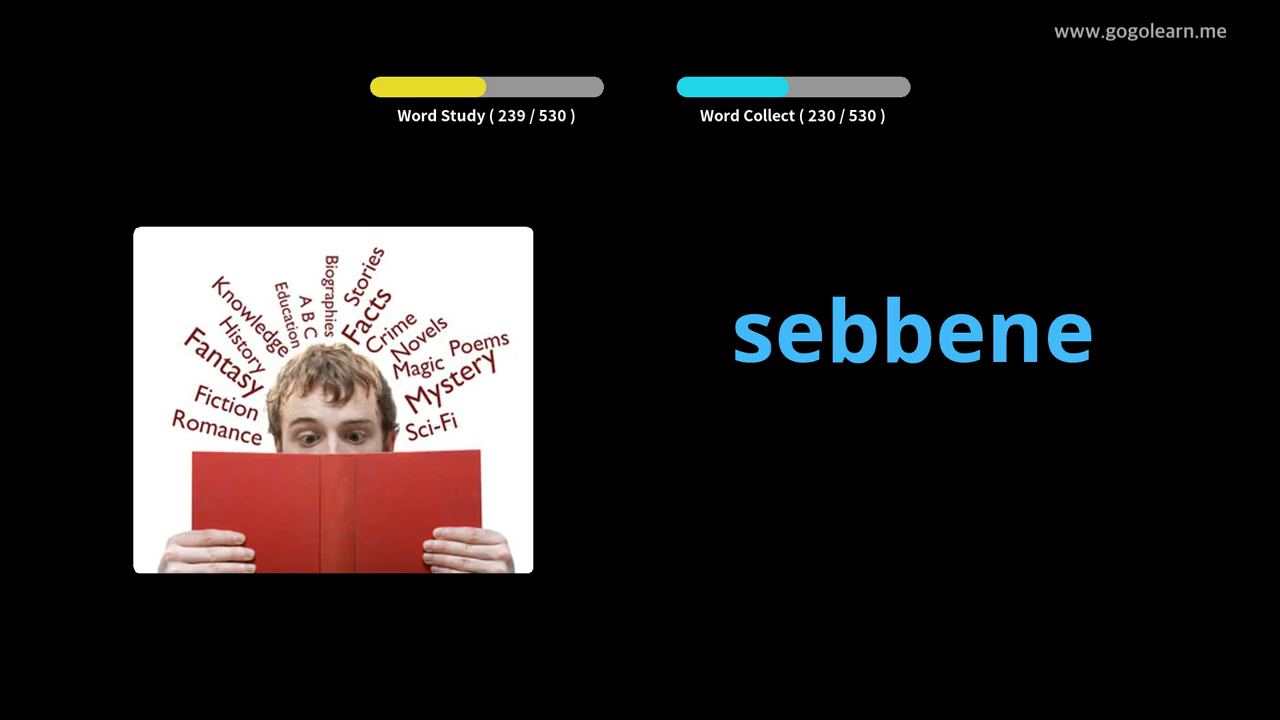 www.gogolearn.me
Word Study ( 239 / 530 )
Word Collect ( 230 / 530 )
sebbene
Stories
Biographies
Facts
A B C
Education
Knowledge
Crime
Novels
History
Poems
Magic
Fantasy
Mystery
Fiction
Sci-Fi
Romance